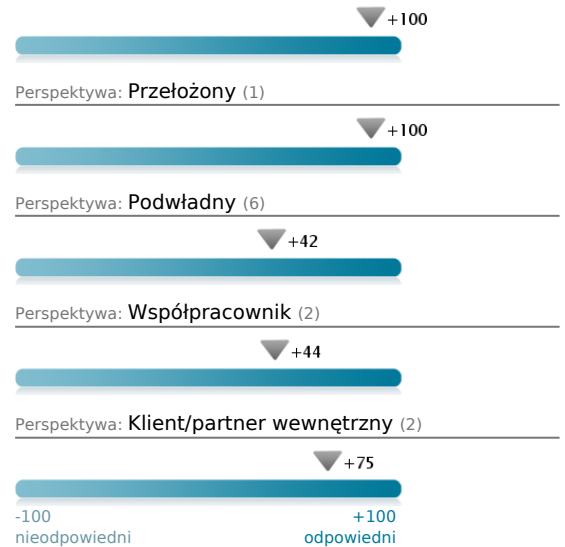 +100
Perspektywa: Przełożony (1)
+100
Perspektywa: Podwładny (6)
+42
Perspektywa: Współpracownik (2)
+44
Perspektywa: Klient/partner wewnętrzny (2)
+75
-100 +100
nieodpowiedni odpowiedni